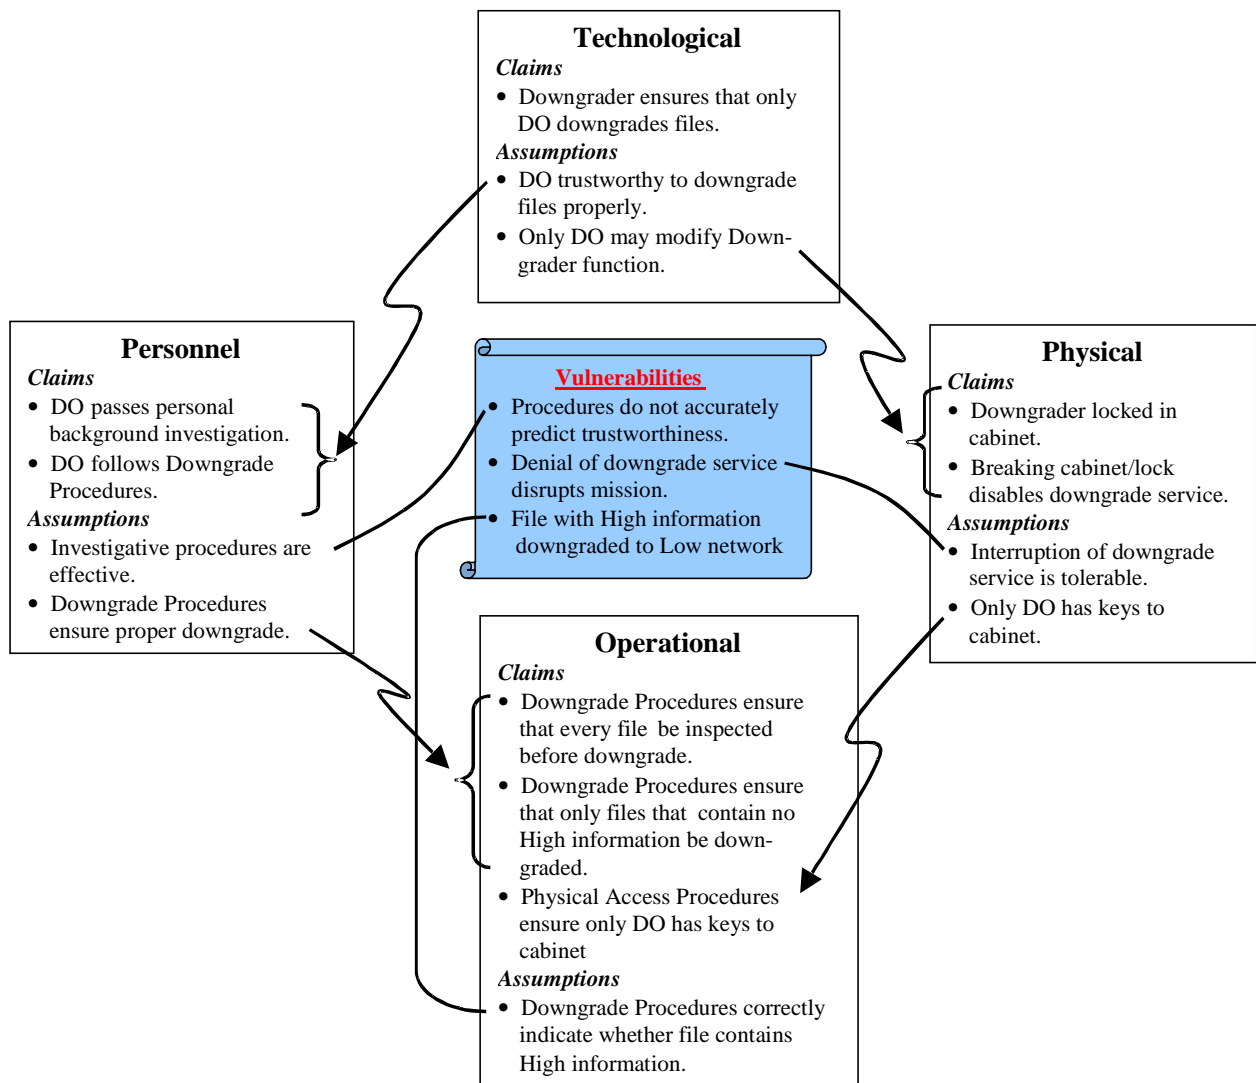 Technological
Claims
• Downgrader ensures that only
DO downgrades files.
Assumptions
• DO trustworthy to downgrade
files properly.
• Only DO may modify Down-
grader function.
Personnel
Claims
• DO passes personal
background investigation.
• DO follows Downgrade
Procedures.
Assumptions
• Investigative procedures are
effective.
• Downgrade Procedures
ensure proper downgrade.
Vulnerabilities
• Procedures do not accurately
predict trustworthiness.
• Denial of downgrade service
disrupts mission.
• File with High information
downgraded to Low network
Physical
Claims
• Downgrader locked in
cabinet.
• Breaking cabinet/lock
disables downgrade service.
Assumptions
• Interruption of downgrade
service is tolerable.
• Only DO has keys to
cabinet.
Operational
Claims
• Downgrade Procedures ensure
that every file be inspected
before downgrade.
• Downgrade Procedures ensure
that only files that contain no
High information be down-
graded.
• Physical Access Procedures
ensure only DO has keys to
cabinet
Assumptions
• Downgrade Procedures correctly
indicate whether file contains
High information.